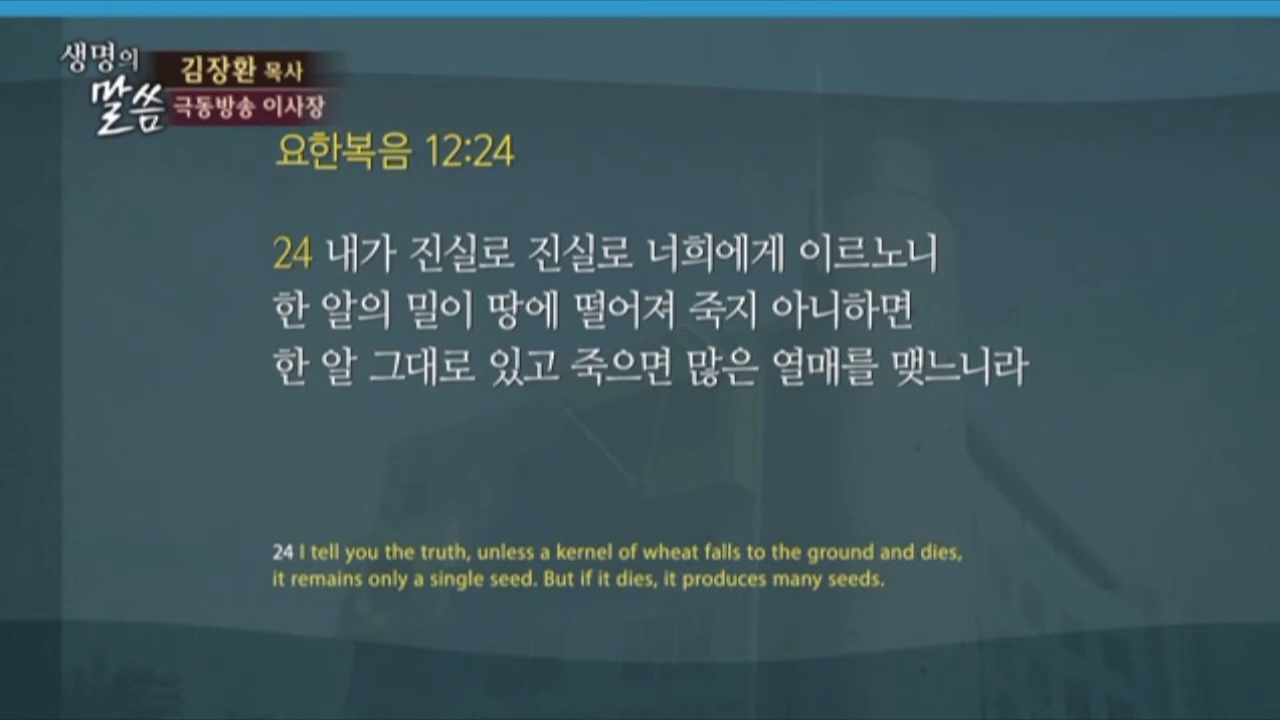 생명의
말씀
김장환 목사
극동방송 이사장
요한복음 12:24
24 내가 진실로 진실로 너희에게 이르노니
한 알의 밀이 땅에 떨어져 죽지 아니하면
한 알 그대로 있고 죽으면 많은 열매를 맺느니라
24 I tell you the truth, unless a kernel of wheat falls to the ground and dies,
it remains only a single seed. But if it dies, it produces many seeds.